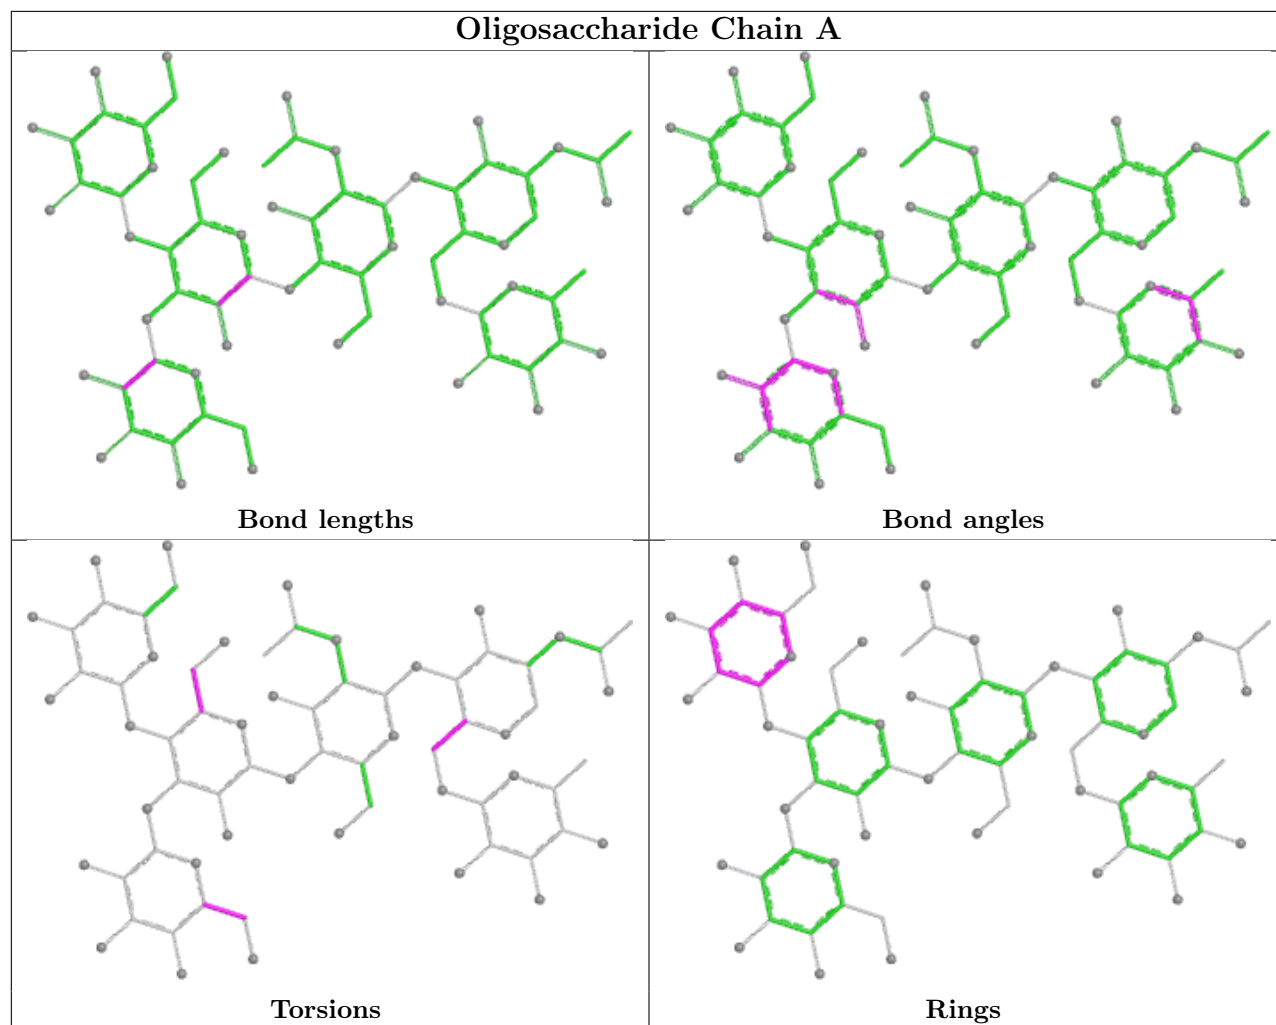 Oligosaccharide Chain A
Bond lengths
Bond angles
Torsions
Rings